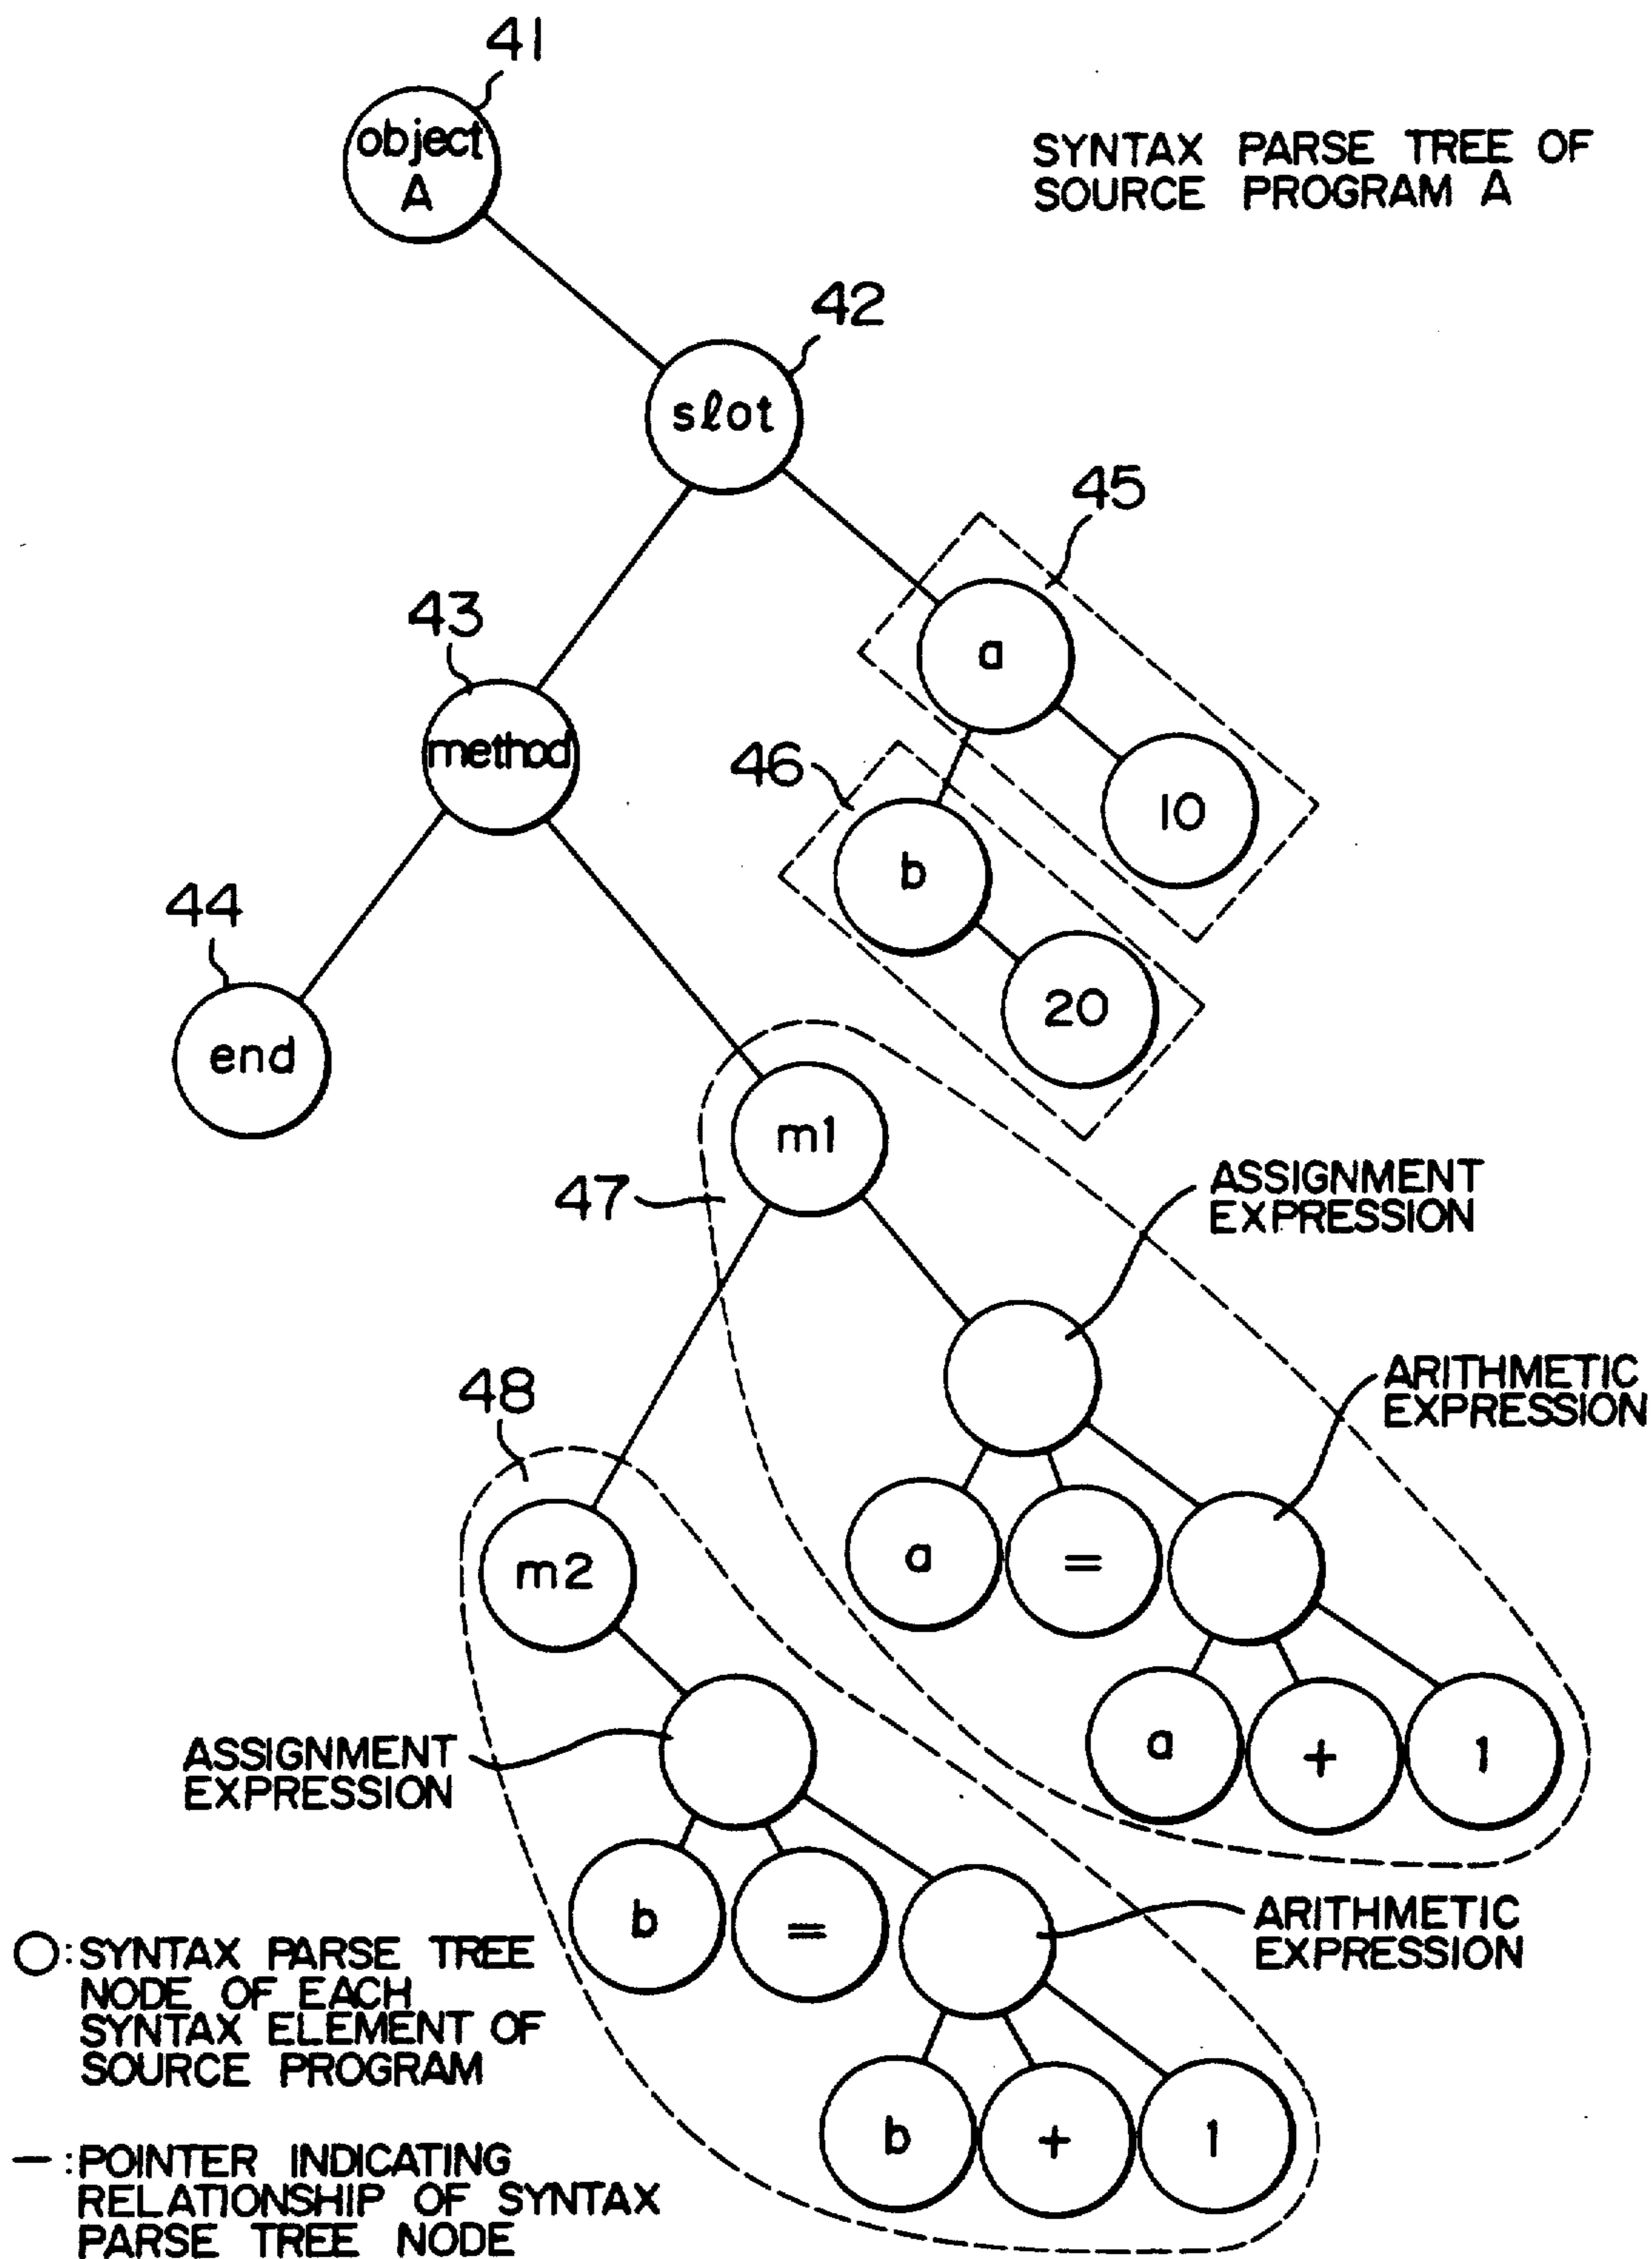 41
object
A
SYNTAX PARSE TREE OF
SOURCE PROGRAM A
42
slot
45
43
a
method
46
10
b
44
20
end
m1
47
ASSIGNMENT
EXPRESSION
48
ARITHMETIC
EXPRESSION
a
=
m2
a
+
1
ASSIGNMENT
EXPRESSION
b
=
ARITHMETIC
EXPRESSION
b
+
1
○:SYNTAX PARSE TREE
NODE OF EACH
SYNTAX ELEMENT OF
SOURCE PROGRAM
—:POINTER INDICATING
RELATIONSHIP OF SYNTAX
PARSE TREE NODE